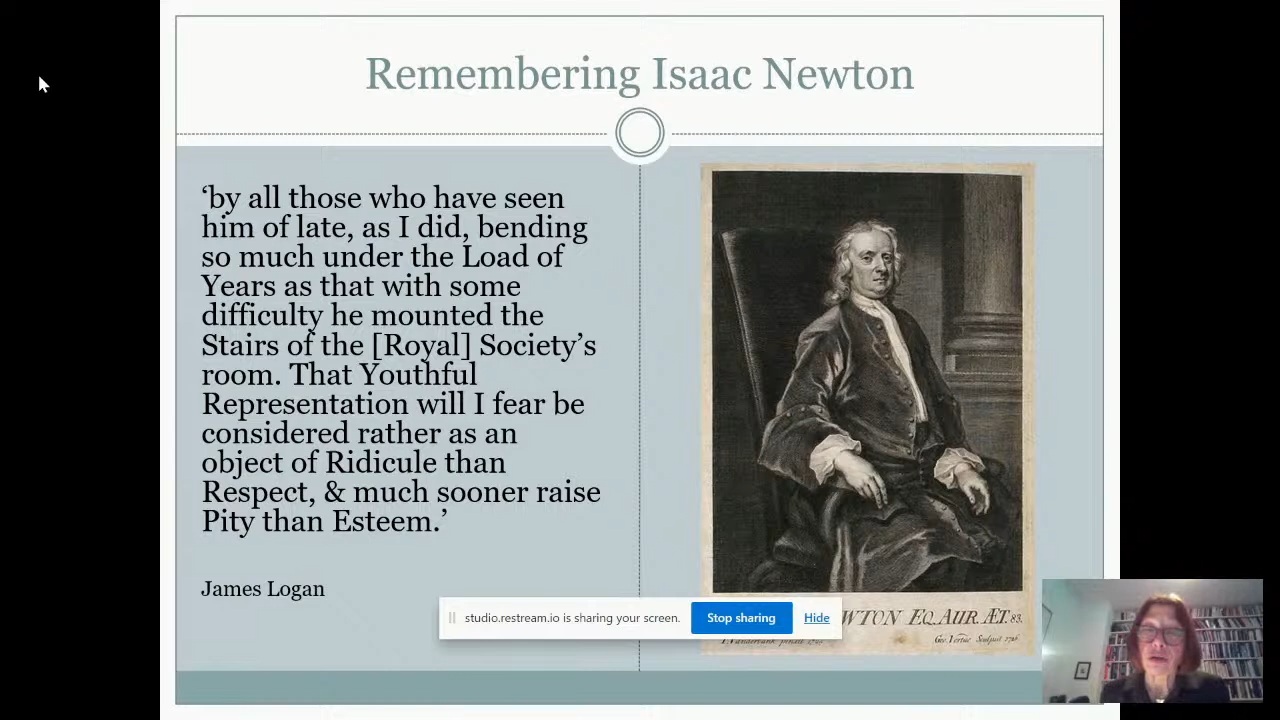 Remembering Isaac Newton
‘by all those who have seen
him of late, as I did, bending
so much under the Load of
Years as that with some
difficulty he mounted the
Stairs of the [Royal] Society’s
room. That Youthful
Representation will I fear be
considered rather as an
object of Ridicule than
Respect, & much sooner raise
Pity than Esteem.’
James Logan
studio.restream.io is sharing your screen.
Stop sharing
Hide
WTON EQ. AUR. ÆT. 83.
Geo. Vertue Sculpsit 1726